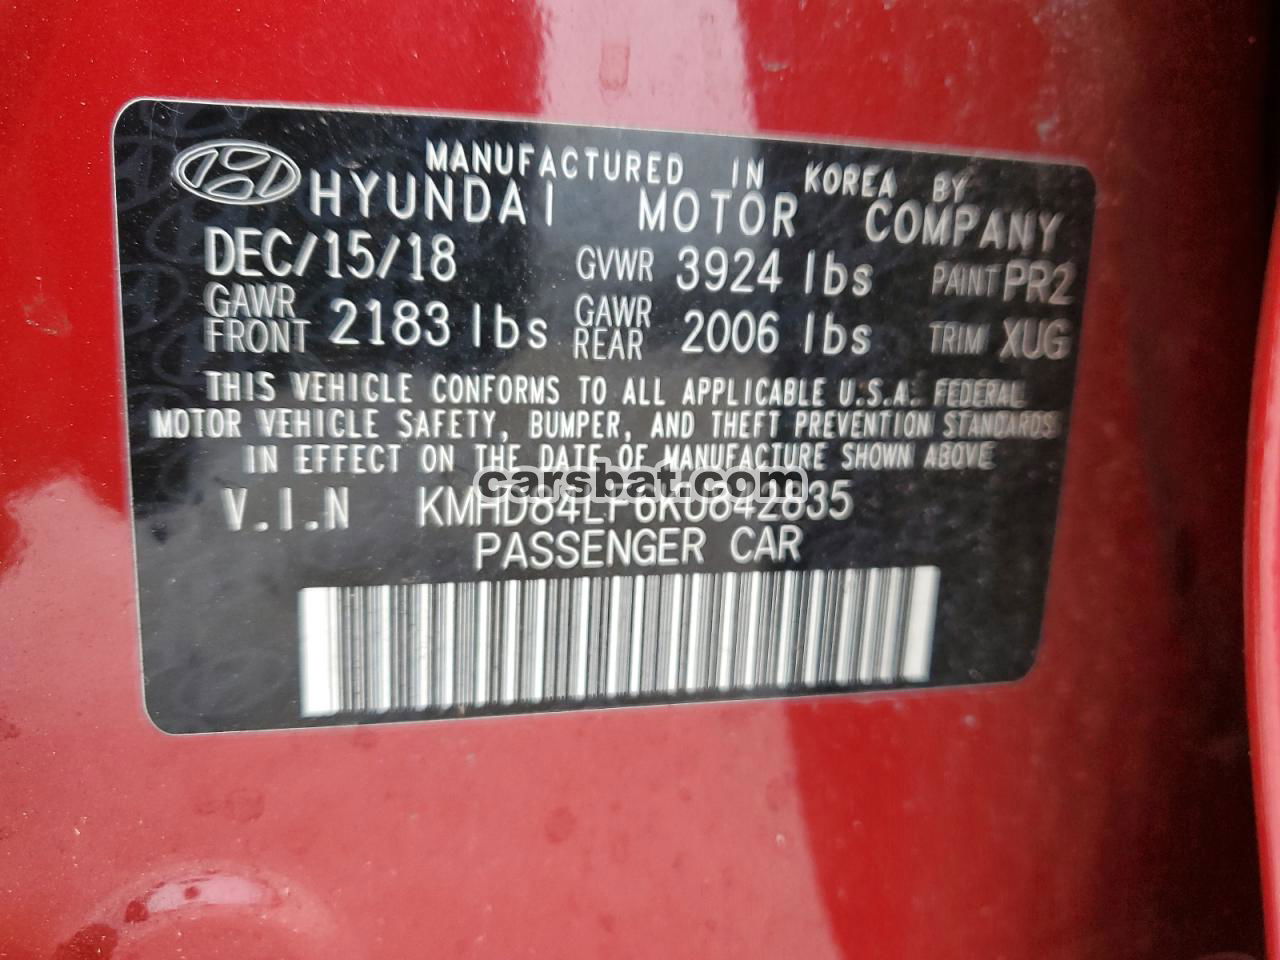 MANUFACTURED IN KOREA BY
HYUNDAI MOTOR COMPANY
DEC/15/18 GVWR 3924 lbs PAINT PR2
GAWR FRONT 2183 lbs GAWR REAR 2006 lbs TRIM XUG
THIS VEHICLE CONFORMS TO ALL APPLICABLE U.S.A. FEDERAL
MOTOR VEHICLE SAFETY, BUMPER, AND THEFT PREVENTION STANDARDS
IN EFFECT ON THE DATE OF MANUFACTURE SHOWN ABOVE
carsbat.com
V.I.N KMHD84LF6KU842835
PASSENGER CAR